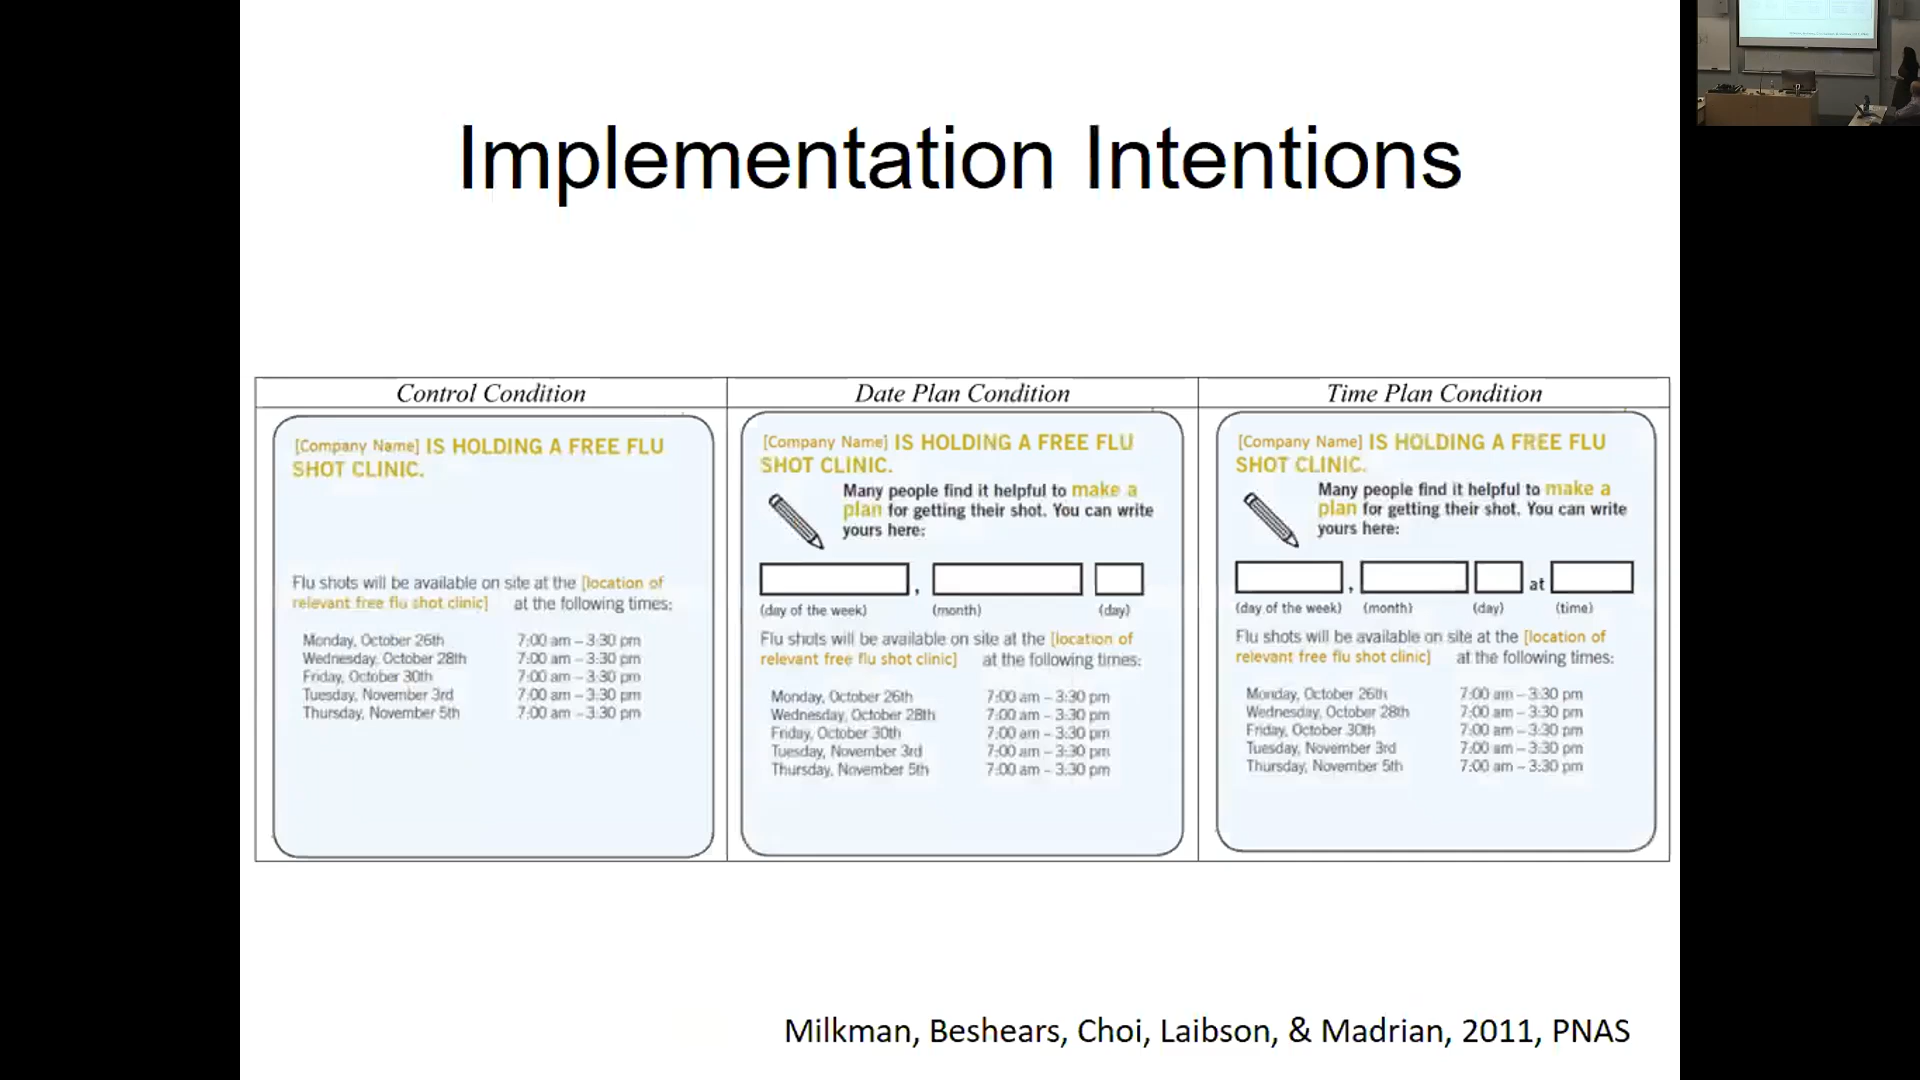 Implementation Intentions
Control Condition
[Company Name] IS HOLDING A FREE FLU
SHOT CLINIC.
Flu shots will be available on site at the [location of
relevant free flu shot clinic] at the following times:
Monday, October 26th 7:00 am – 3:30 pm
Wednesday, October 28th 7:00 am – 3:30 pm
Friday, October 30th 7:00 am – 3:30 pm
Tuesday, November 3rd 7:00 am – 3:30 pm
Thursday, November 5th 7:00 am – 3:30 pm
Date Plan Condition
[Company Name] IS HOLDING A FREE FLU
SHOT CLINIC.
Many people find it helpful to make a
plan for getting their shot. You can write
yours here:
,
(day of the week) (month) (day)
Flu shots will be available on site at the [location of
relevant free flu shot clinic] at the following times:
Monday, October 26th 7:00 am – 3:30 pm
Wednesday, October 28th 7:00 am – 3:30 pm
Friday, October 30th 7:00 am – 3:30 pm
Tuesday, November 3rd 7:00 am – 3:30 pm
Thursday, November 5th 7:00 am – 3:30 pm
Time Plan Condition
[Company Name] IS HOLDING A FREE FLU
SHOT CLINIC.
Many people find it helpful to make a
plan for getting their shot. You can write
yours here:
, at
(day of the week) (month) (day) (time)
Flu shots will be available on site at the [location of
relevant free flu shot clinic] at the following times:
Monday, October 26th 7:00 am – 3:30 pm
Wednesday, October 28th 7:00 am – 3:30 pm
Friday, October 30th 7:00 am – 3:30 pm
Tuesday, November 3rd 7:00 am – 3:30 pm
Thursday, November 5th 7:00 am – 3:30 pm
Milkman, Beshears, Choi, Laibson, & Madrian, 2011, PNAS